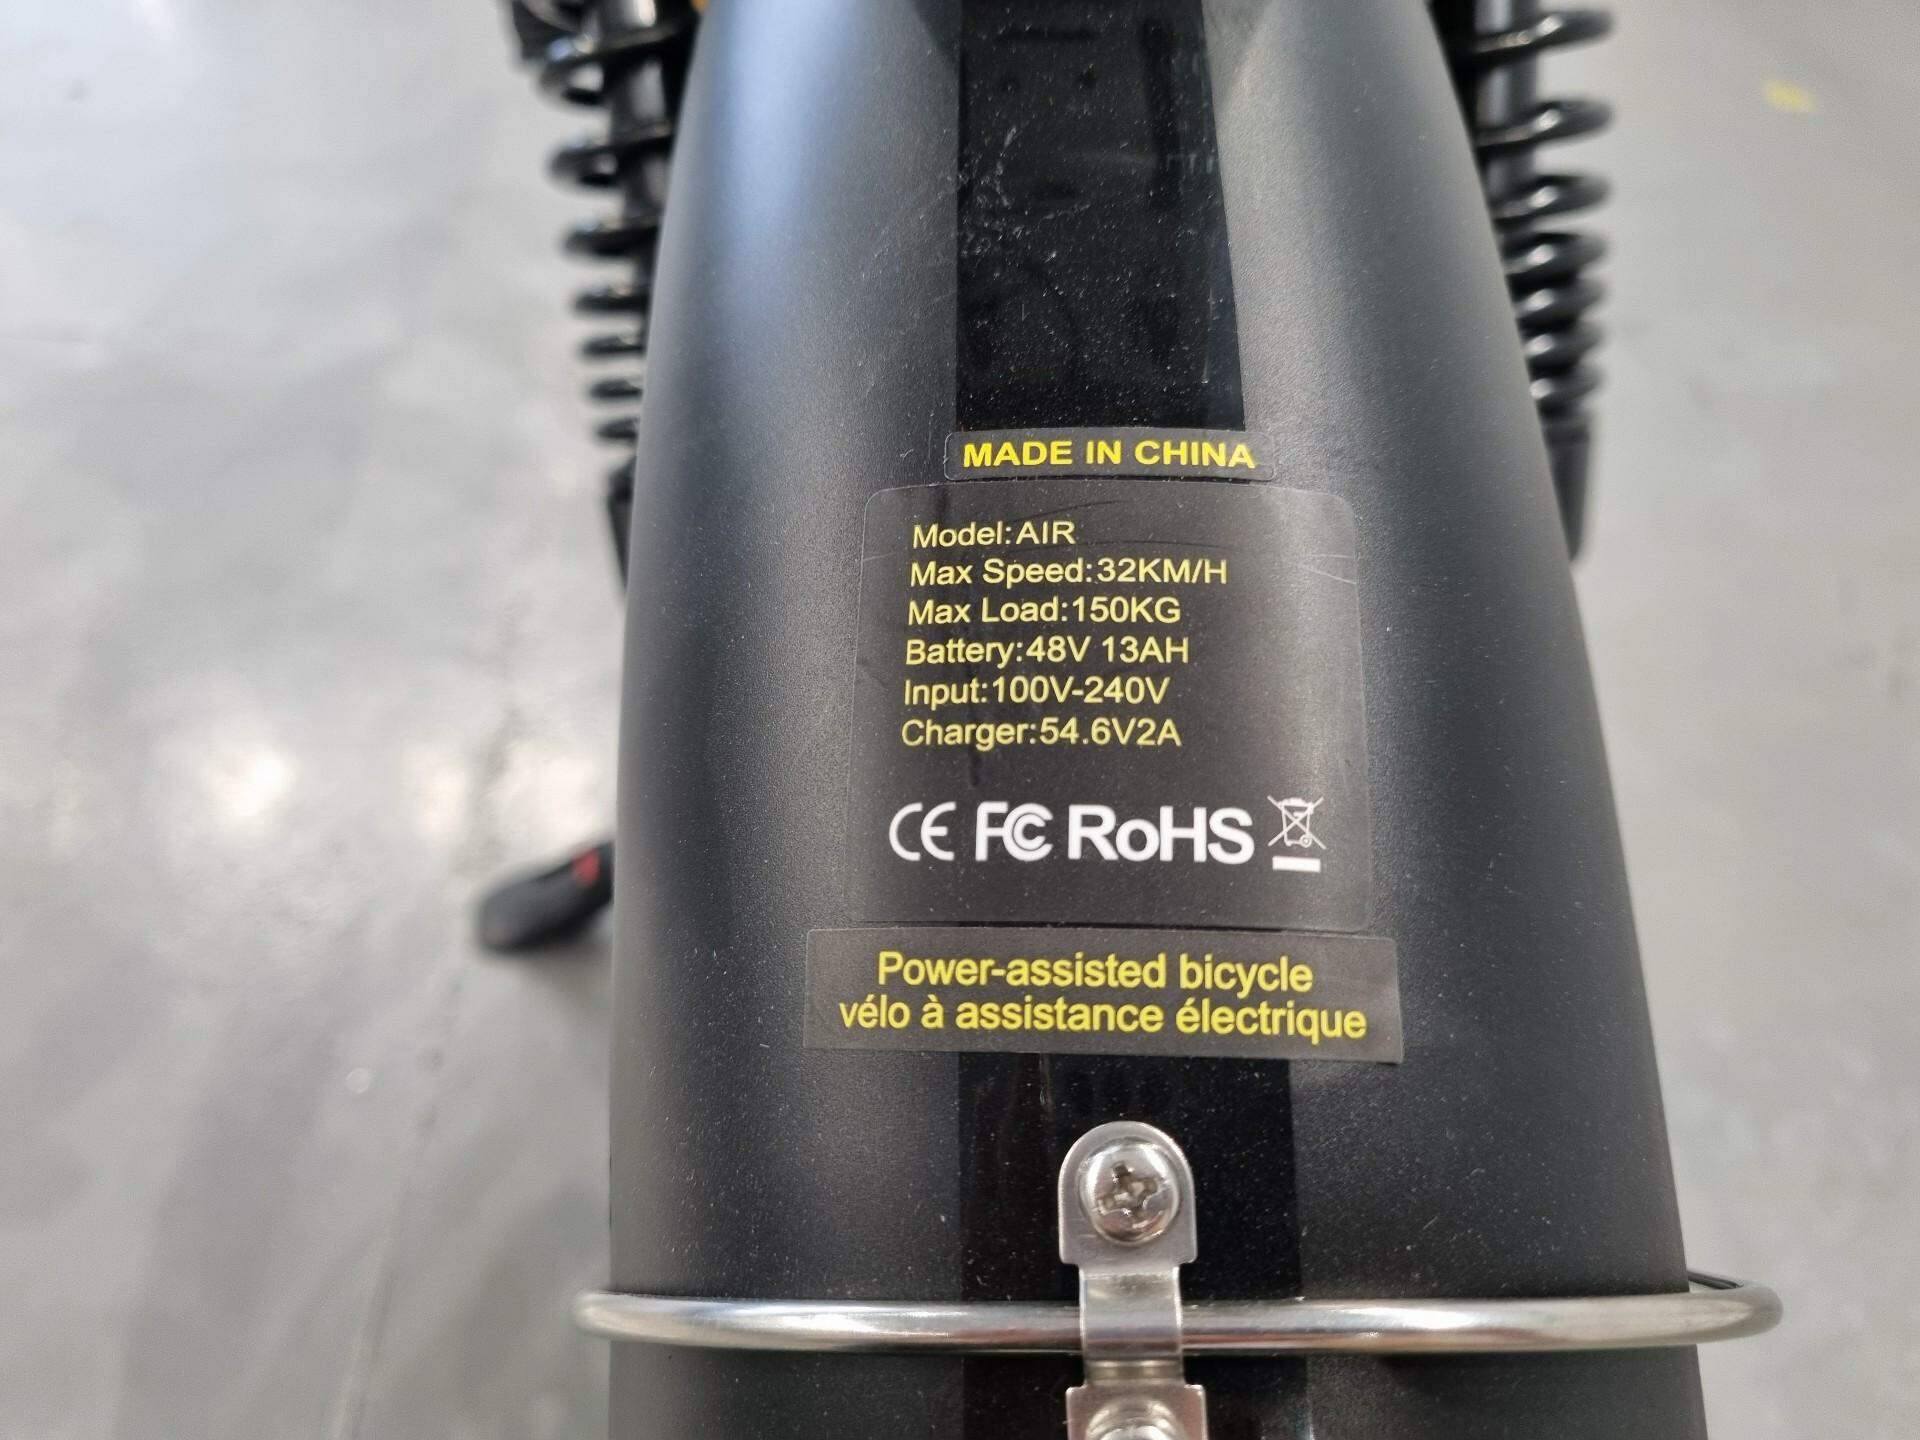 MADE IN CHINA
Model:AIR
Max Speed:32KM/H
Max Load:150KG
Battery:48V 13AH
Input:100V-240V
Charger:54.6V2A
CE FC RoHS
Power-assisted bicycle
vélo à assistance électrique